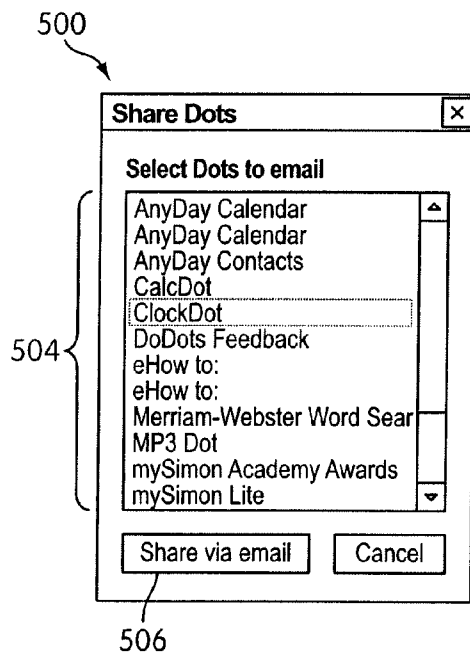 500
Share Dots
Select Dots to email
AnyDay Calendar
AnyDay Calendar
AnyDay Contacts
CalcDot
ClockDot
504
DoDots Feedback
eHow to:
eHow to:
Merriam-Webster Word Sear
MP3 Dot
mySimon Academy Awards
mySimon Lite
Share via email Cancel
506